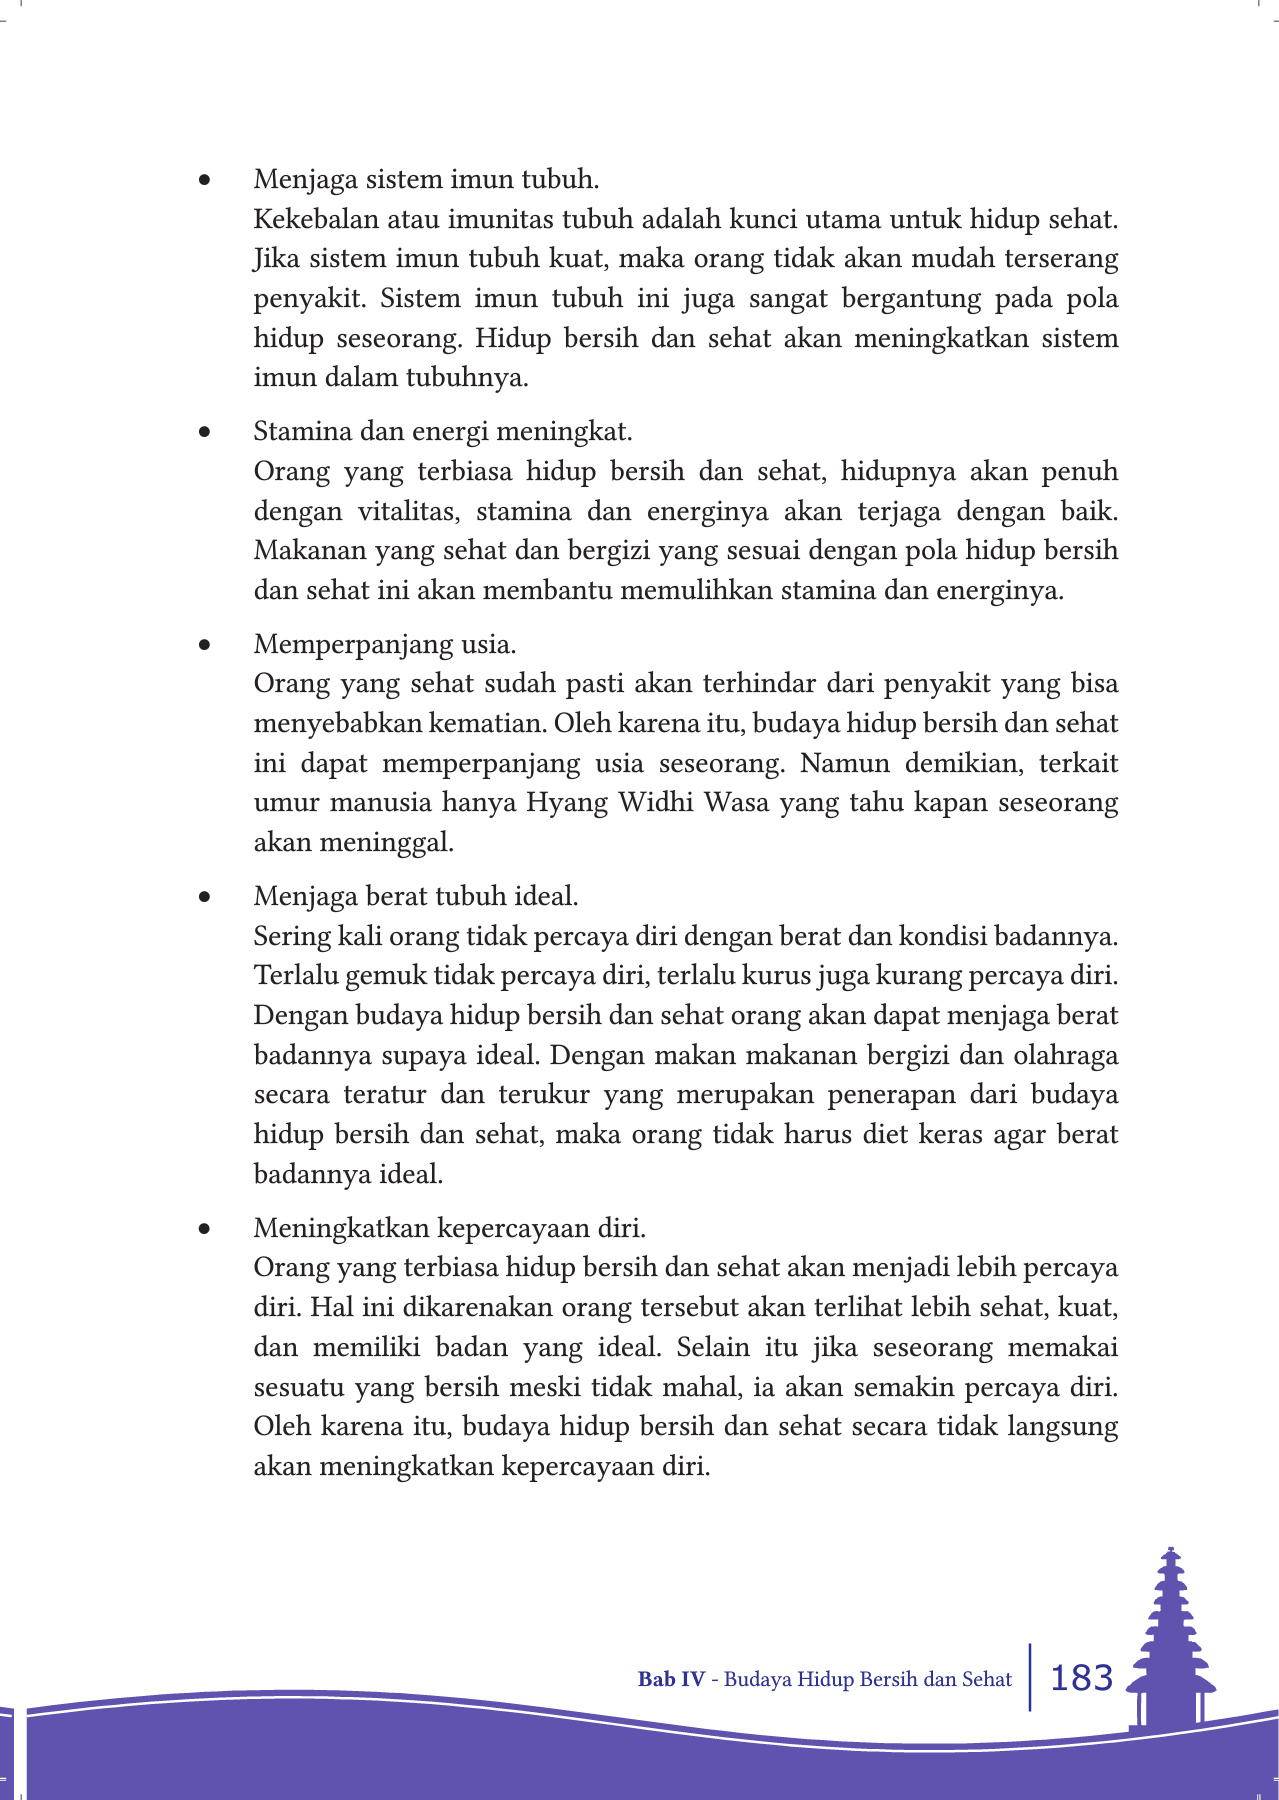 • Menjaga sistem imun tubuh.
Kekebalan atau imunitas tubuh adalah kunci utama untuk hidup sehat.
Jika sistem imun tubuh kuat, maka orang tidak akan mudah terserang
penyakit. Sistem imun tubuh ini juga sangat bergantung pada pola
hidup seseorang. Hidup bersih dan sehat akan meningkatkan sistem
imun dalam tubuhnya.
• Stamina dan energi meningkat.
Orang yang terbiasa hidup bersih dan sehat, hidupnya akan penuh
dengan vitalitas, stamina dan energinya akan terjaga dengan baik.
Makanan yang sehat dan bergizi yang sesuai dengan pola hidup bersih
dan sehat ini akan membantu memulihkan stamina dan energinya.
• Memperpanjang usia.
Orang yang sehat sudah pasti akan terhindar dari penyakit yang bisa
menyebabkan kematian. Oleh karena itu, budaya hidup bersih dan sehat
ini dapat memperpanjang usia seseorang. Namun demikian, terkait
umur manusia hanya Hyang Widhi Wasa yang tahu kapan seseorang
akan meninggal.
• Menjaga berat tubuh ideal.
Sering kali orang tidak percaya diri dengan berat dan kondisi badannya.
Terlalu gemuk tidak percaya diri, terlalu kurus juga kurang percaya diri.
Dengan budaya hidup bersih dan sehat orang akan dapat menjaga berat
badannya supaya ideal. Dengan makan makanan bergizi dan olahraga
secara teratur dan terukur yang merupakan penerapan dari budaya
hidup bersih dan sehat, maka orang tidak harus diet keras agar berat
badannya ideal.
• Meningkatkan kepercayaan diri.
Orang yang terbiasa hidup bersih dan sehat akan menjadi lebih percaya
diri. Hal ini dikarenakan orang tersebut akan terlihat lebih sehat, kuat,
dan memiliki badan yang ideal. Selain itu jika seseorang memakai
sesuatu yang bersih meski tidak mahal, ia akan semakin percaya diri.
Oleh karena itu, budaya hidup bersih dan sehat secara tidak langsung
akan meningkatkan kepercayaan diri.
Bab IV - Budaya Hidup Bersih dan Sehat 183